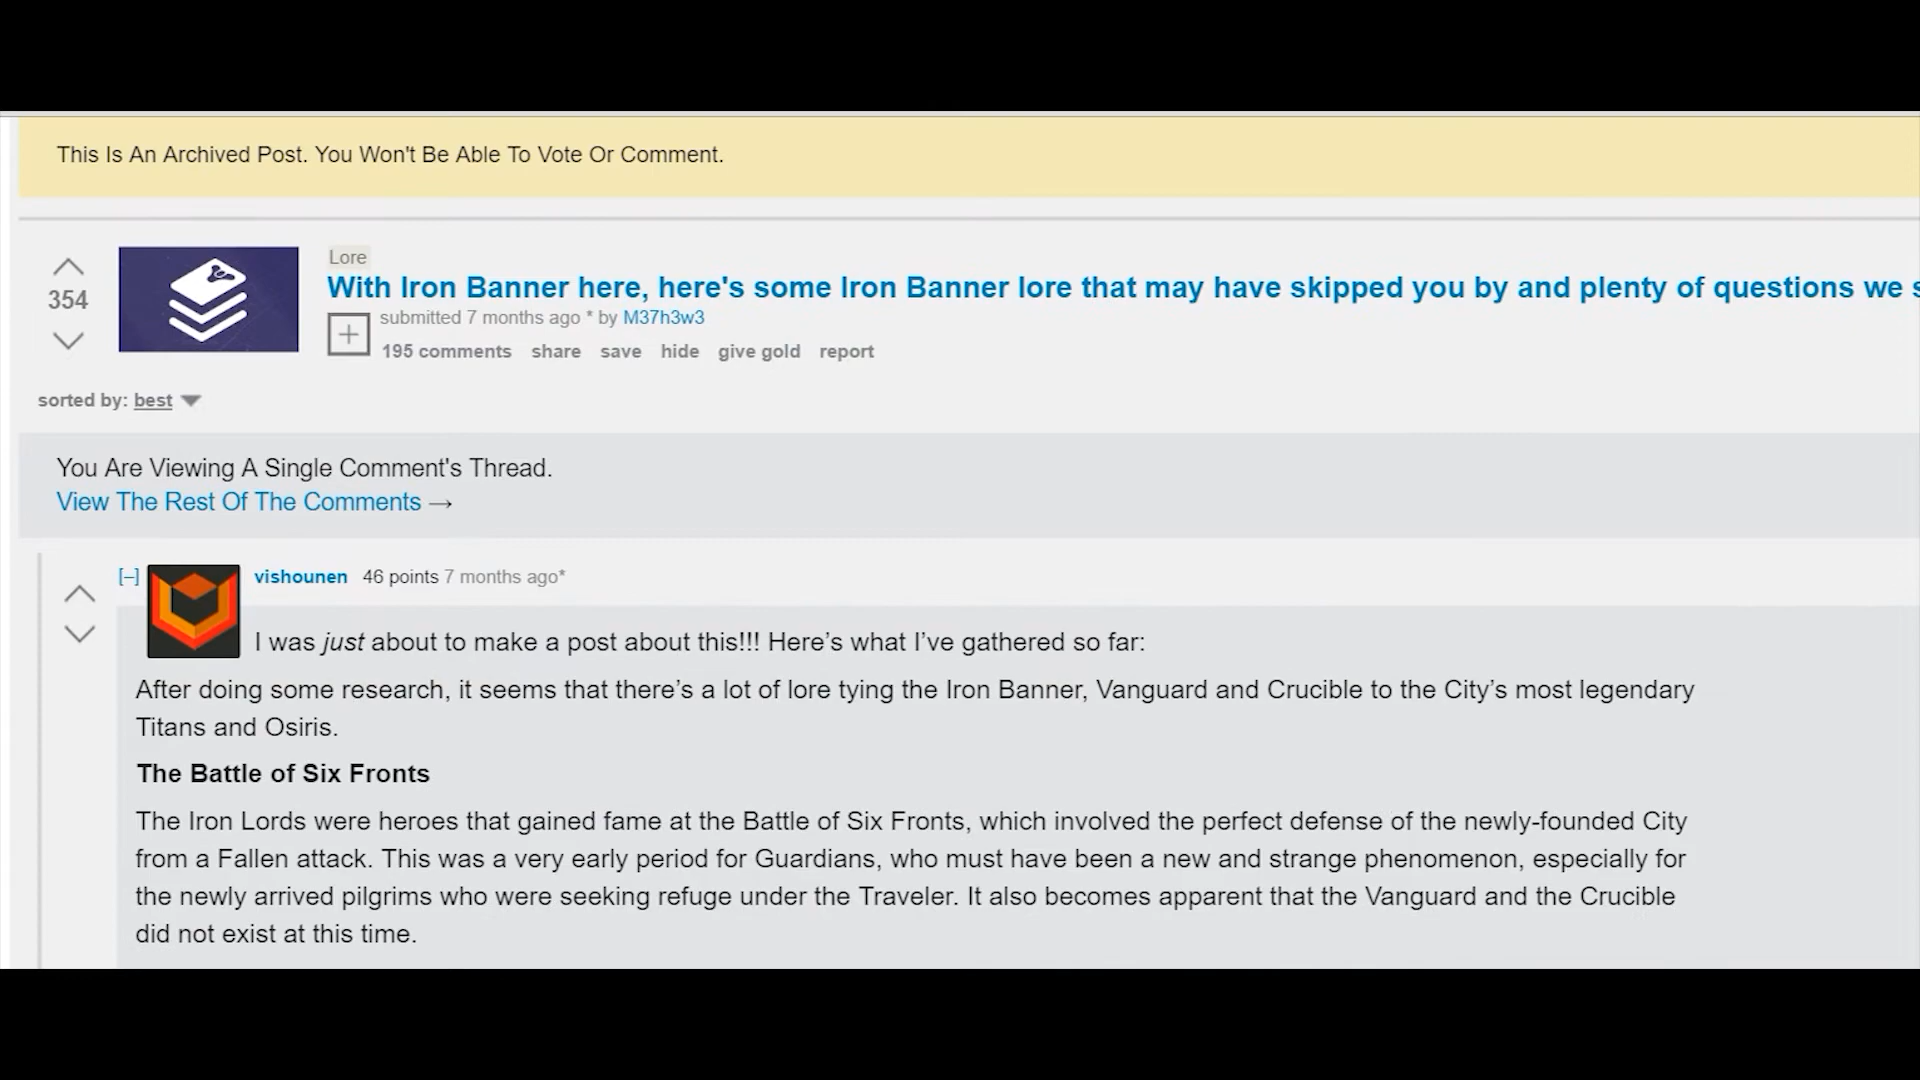 This Is An Archived Post. You Won't Be Able To Vote Or Comment.
354
Lore
With Iron Banner here, here's some Iron Banner lore that may have skipped you by and plenty of questions we
submitted 7 months ago * by M37h3w3
195 comments share save hide give gold report
sorted by: best
You Are Viewing A Single Comment's Thread.
View The Rest Of The Comments →
[–] vishounen 46 points 7 months ago*
I was just about to make a post about this!!! Here’s what I’ve gathered so far:
After doing some research, it seems that there’s a lot of lore tying the Iron Banner, Vanguard and Crucible to the City’s most legendary
Titans and Osiris.
The Battle of Six Fronts
The Iron Lords were heroes that gained fame at the Battle of Six Fronts, which involved the perfect defense of the newly-founded City
from a Fallen attack. This was a very early period for Guardians, who must have been a new and strange phenomenon, especially for
the newly arrived pilgrims who were seeking refuge under the Traveler. It also becomes apparent that the Vanguard and the Crucible
did not exist at this time.